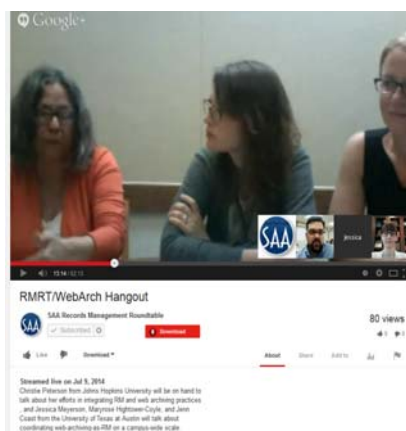 Google+
SAA
jessica
15:14 / 62:13
RMRT/WebArch Hangout
SAA
SAA Records Management Roundtable
Subscribed
Download
80 views
Like
Download
About
Share
Add to
Streamed live on Jul 9, 2014
Christie Peterson from Johns Hopkins University will be on hand to
talk about her efforts in integrating RM and web archiving practices
, and Jessica Meyerson, Maryrose Hightower-Coyle, and Jenn
Coast from the University of Texas at Austin will talk about
coordinating web-archiving-as-RM on a campus-wide scale